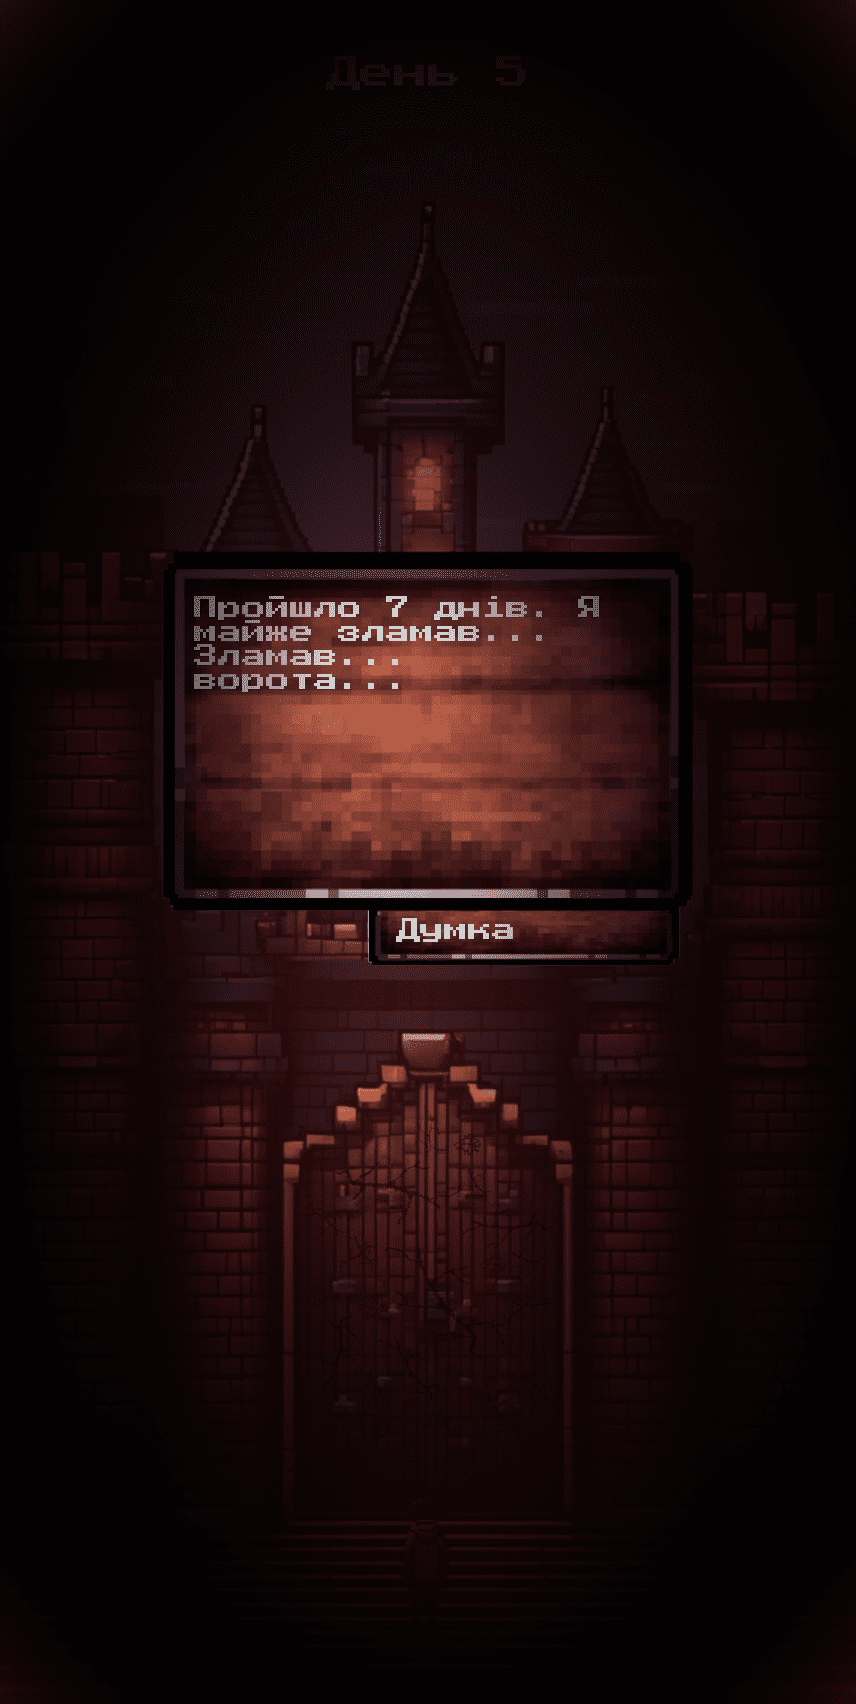 День 5
Пройшло 7 днів. Я
майже зламав...
Зламав...
ворота...
Думка